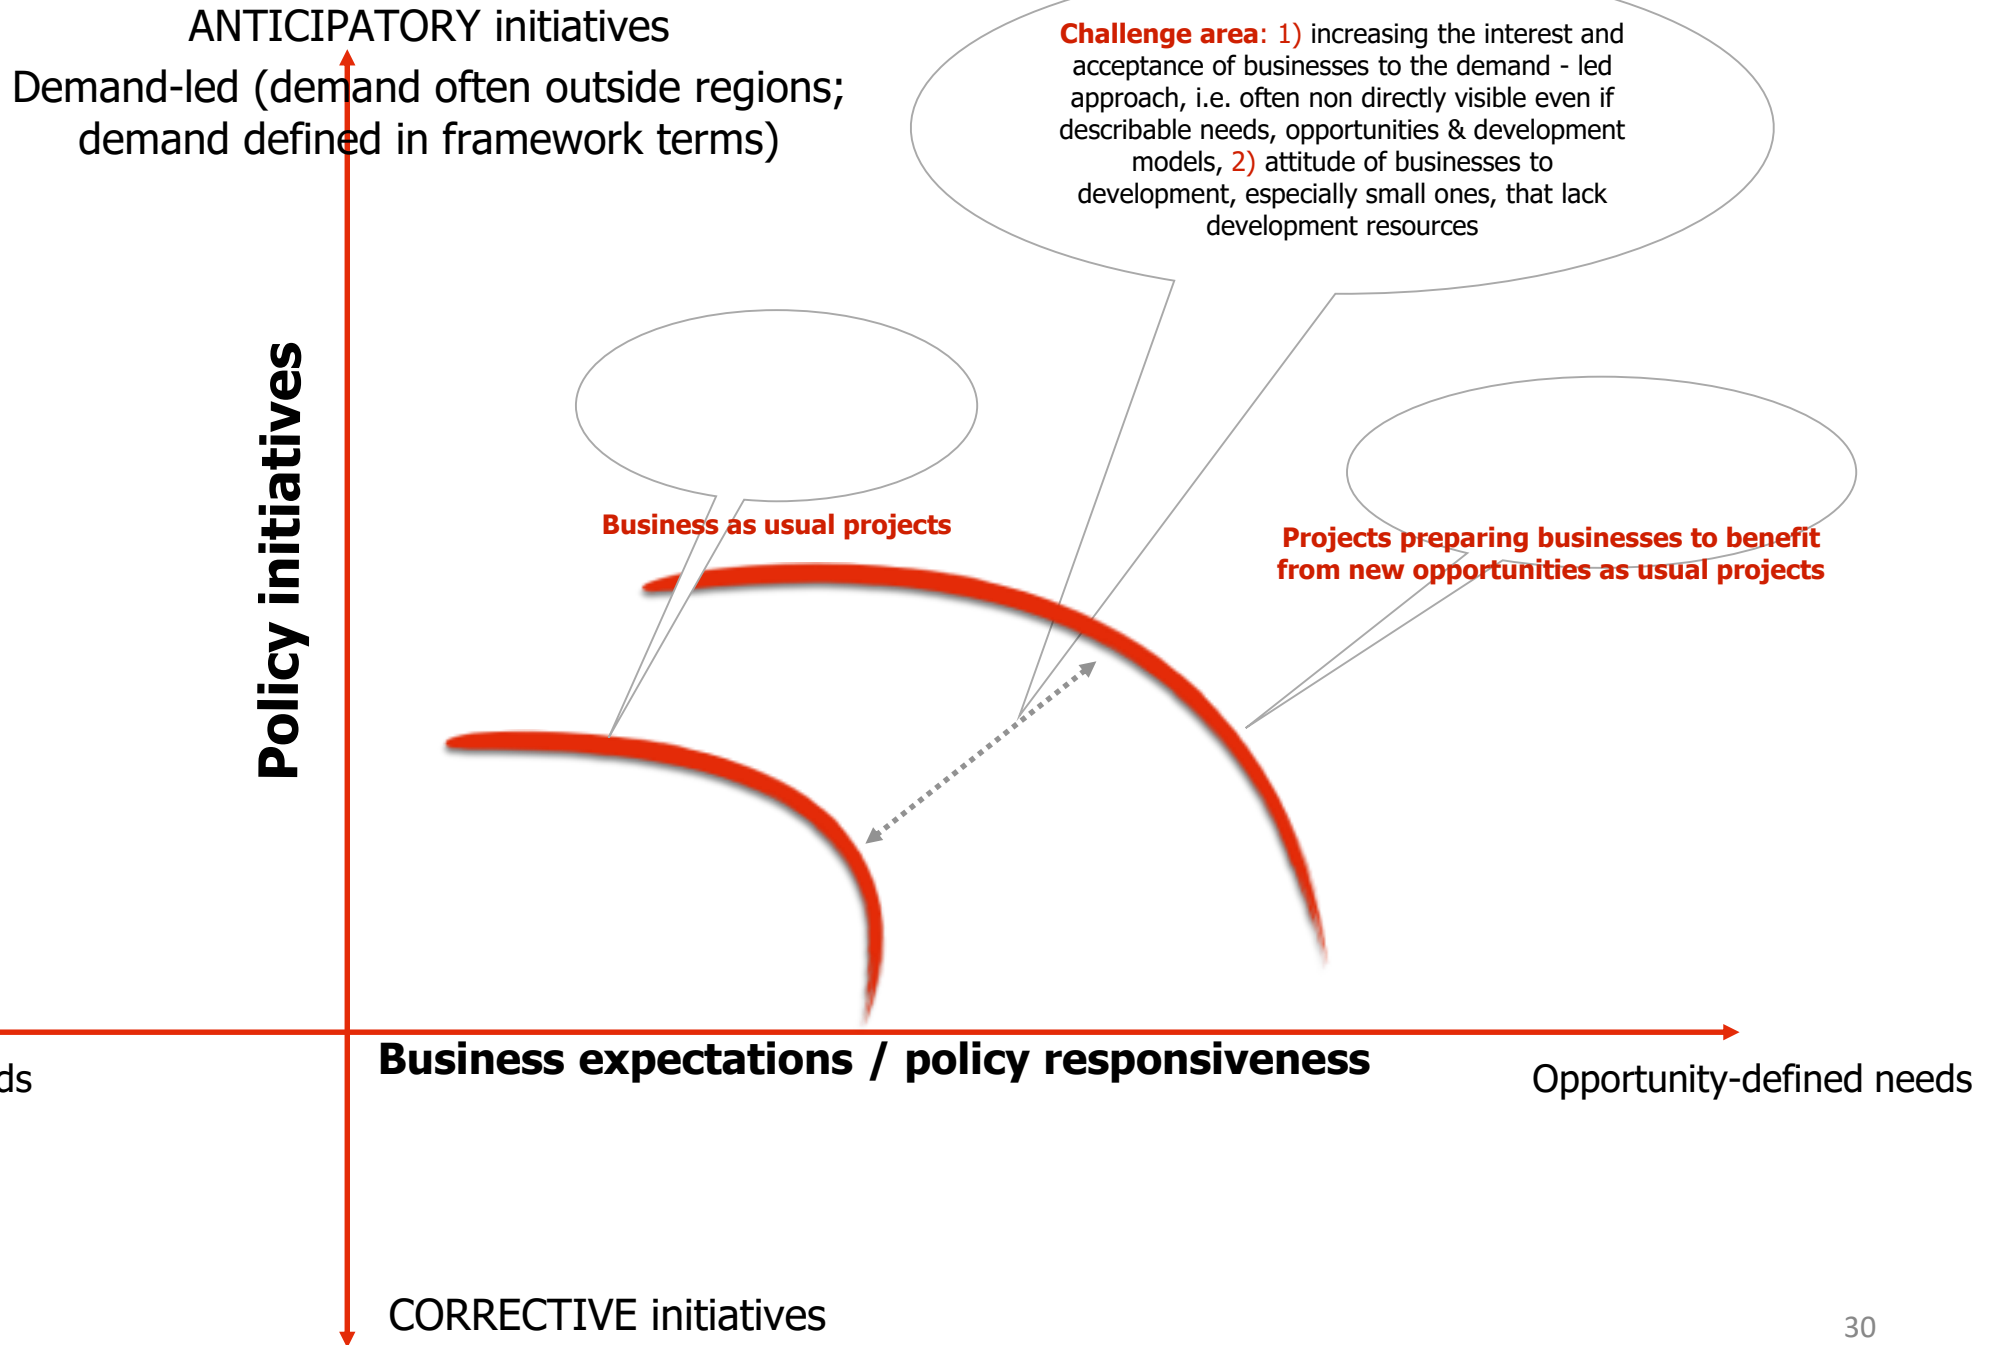 ANTICIPATORY initiatives
Demand-led (demand often outside regions;
demand defined in framework terms)
Challenge area: 1) increasing the interest and
acceptance of businesses to the demand - led
approach, i.e. often non directly visible even if
describable needs, opportunities & development
models, 2) attitude of businesses to
development, especially small ones, that lack
development resources
Policy initiatives
Business as usual projects
Projects preparing businesses to benefit
from new opportunities as usual projects
Business expectations / policy responsiveness
ds
Opportunity-defined needs
CORRECTIVE initiatives
30